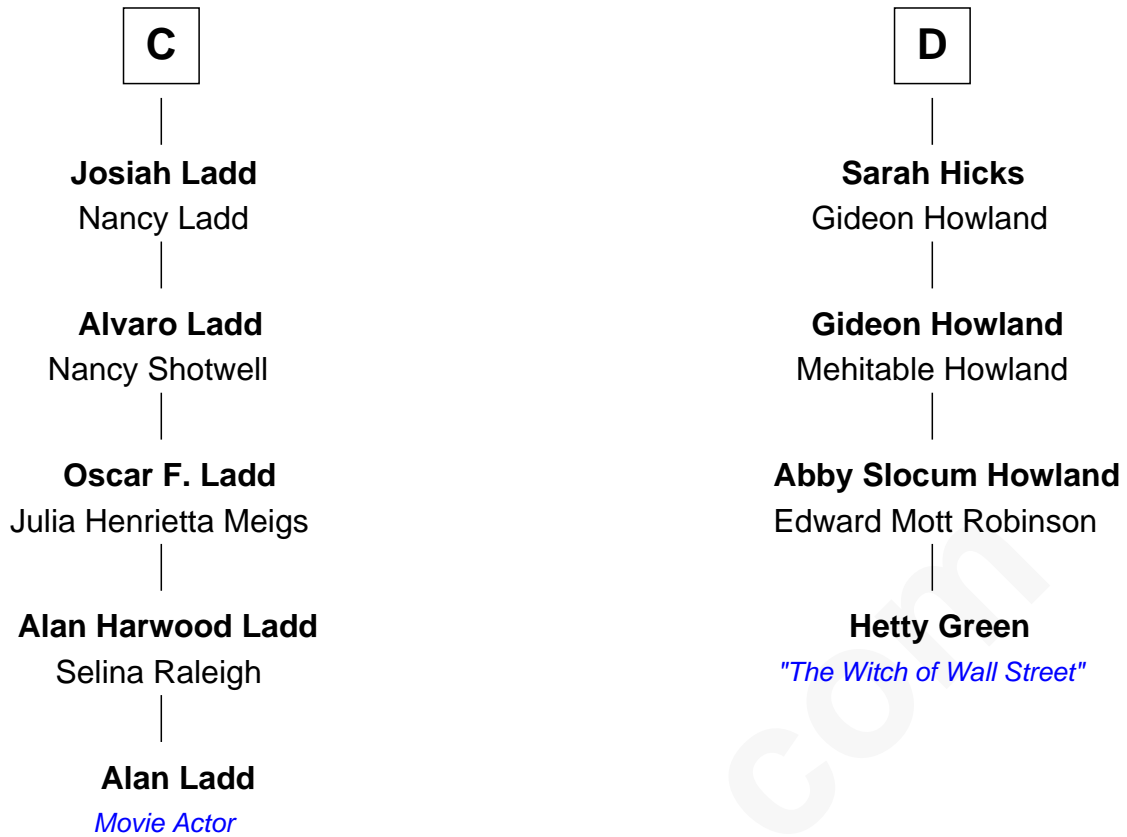 C
Josiah Ladd
Nancy Ladd
Alvaro Ladd
Nancy Shotwell
Oscar F. Ladd
Julia Henrietta Meigs
Alan Harwood Ladd
Selina Raleigh
Alan Ladd
Movie Actor
D
Sarah Hicks
Gideon Howland
Gideon Howland
Mehitable Howland
Abby Slocum Howland
Edward Mott Robinson
Hetty Green
"The Witch of Wall Street"
com